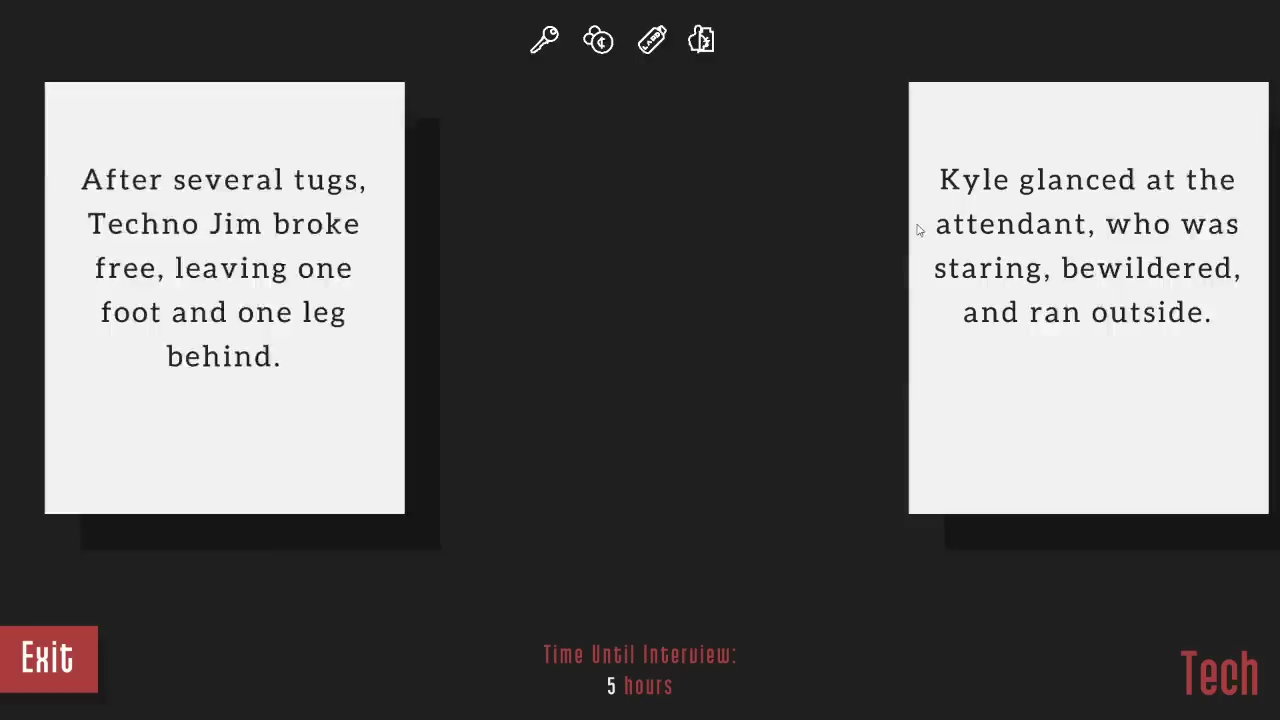 After several tugs,
Techno Jim broke
free, leaving one
foot and one leg
behind.
Kyle glanced at the
attendant, who was
staring, bewildered,
and ran outside.
Exit
Time Until Interview:
5 hours
Tech